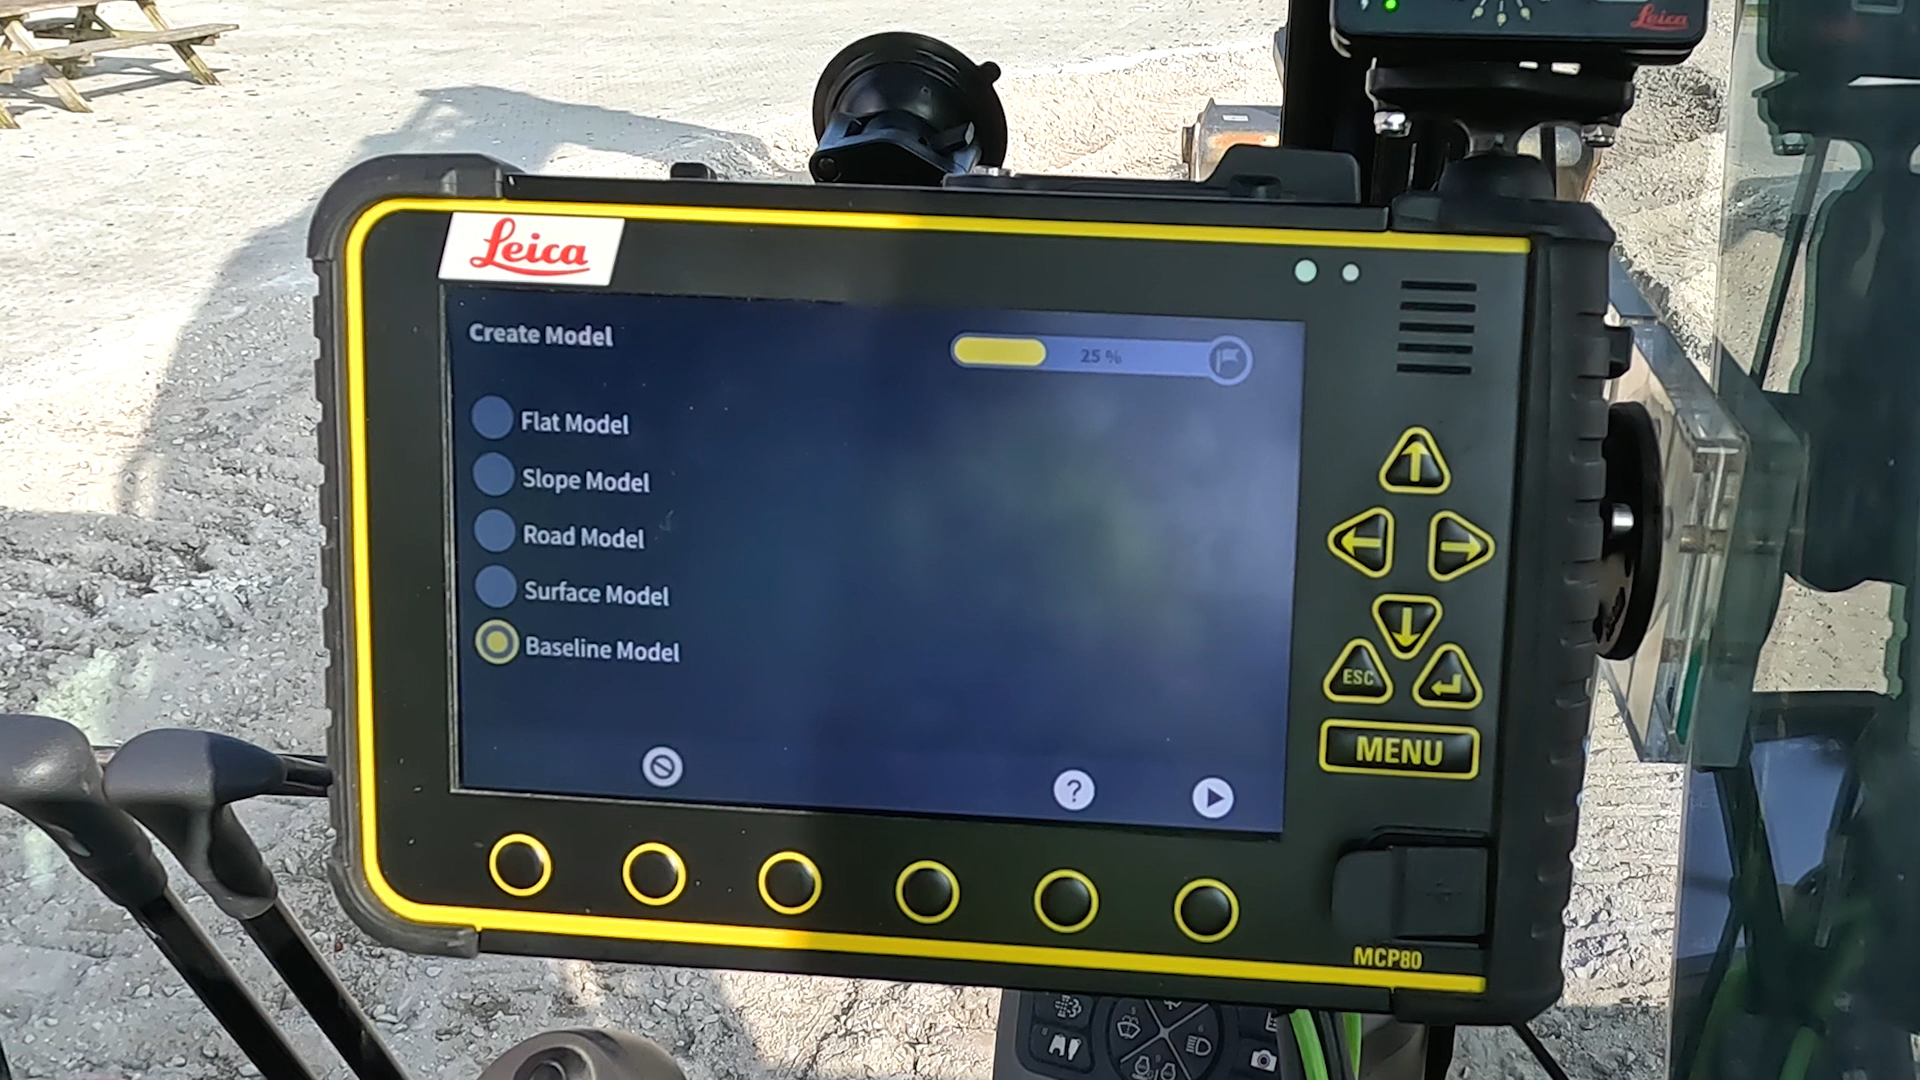 Leica
Leica
Create Model
25 %
Flat Model
Slope Model
Road Model
Surface Model
Baseline Model
?
ESC
MENU
MCP80